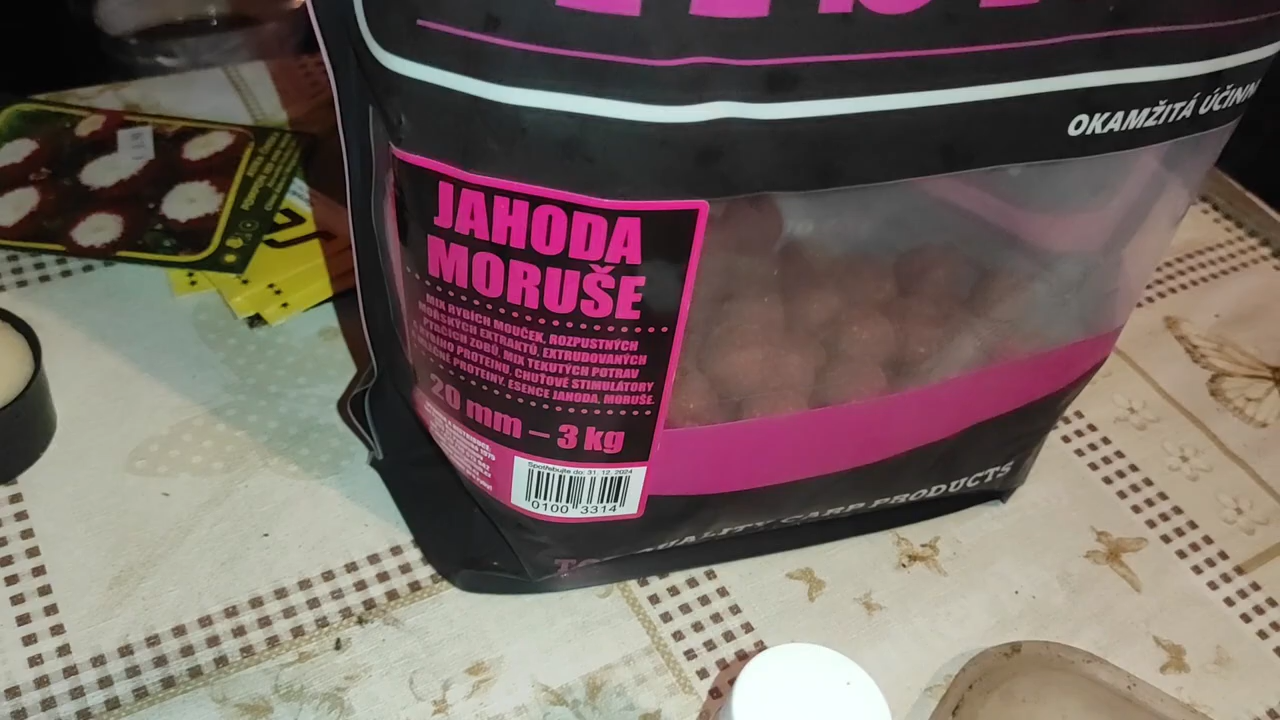 OKAMŽITÁ ÚČINN
JAHODA
MORUŠE
MIX RYBÍCH MOUČEK, ROZPUSTNÝCH
MOŘSKÝCH EXTRAKTŮ, EXTRUDOVANÝCH
PTAČÍCH ZOBŮ, MIX TEKUTÝCH POTRAV
PROTEINU, CHUŤOVÉ STIMULÁTORY
PROTEINY, ESENCE JAHODA, MORUŠE.
20 mm – 3 kg
Spotřebujte do: 31. 12. 2024
0100 3314
QUALITY CARP PRODUCTS